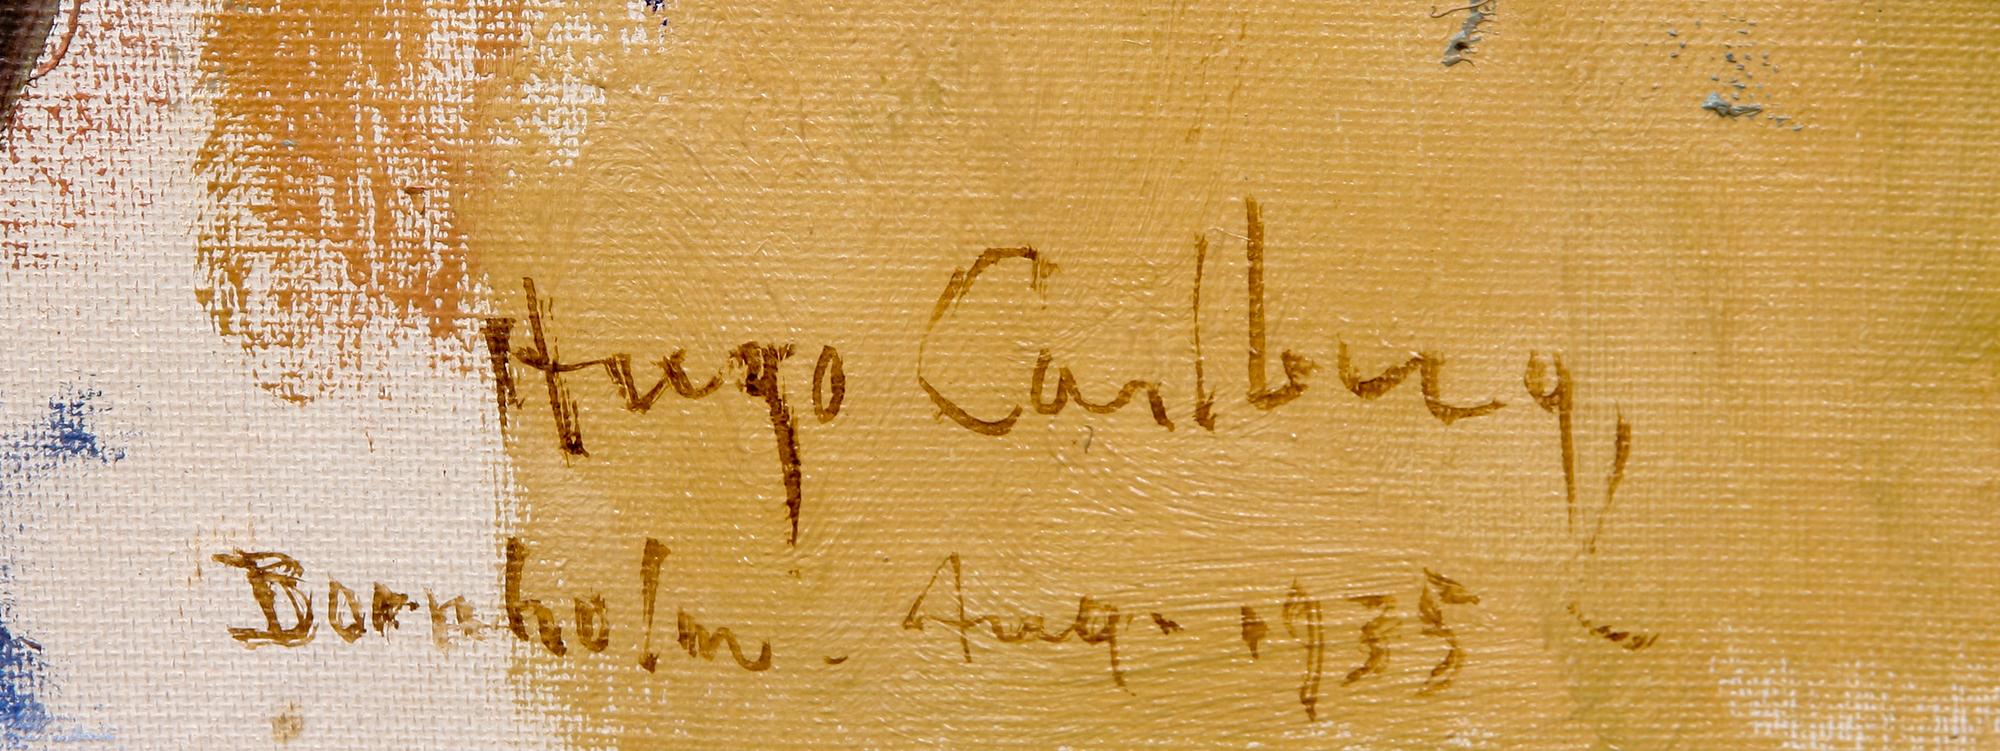 Hugo Carlberg,
Bornholm. Aug. 1935